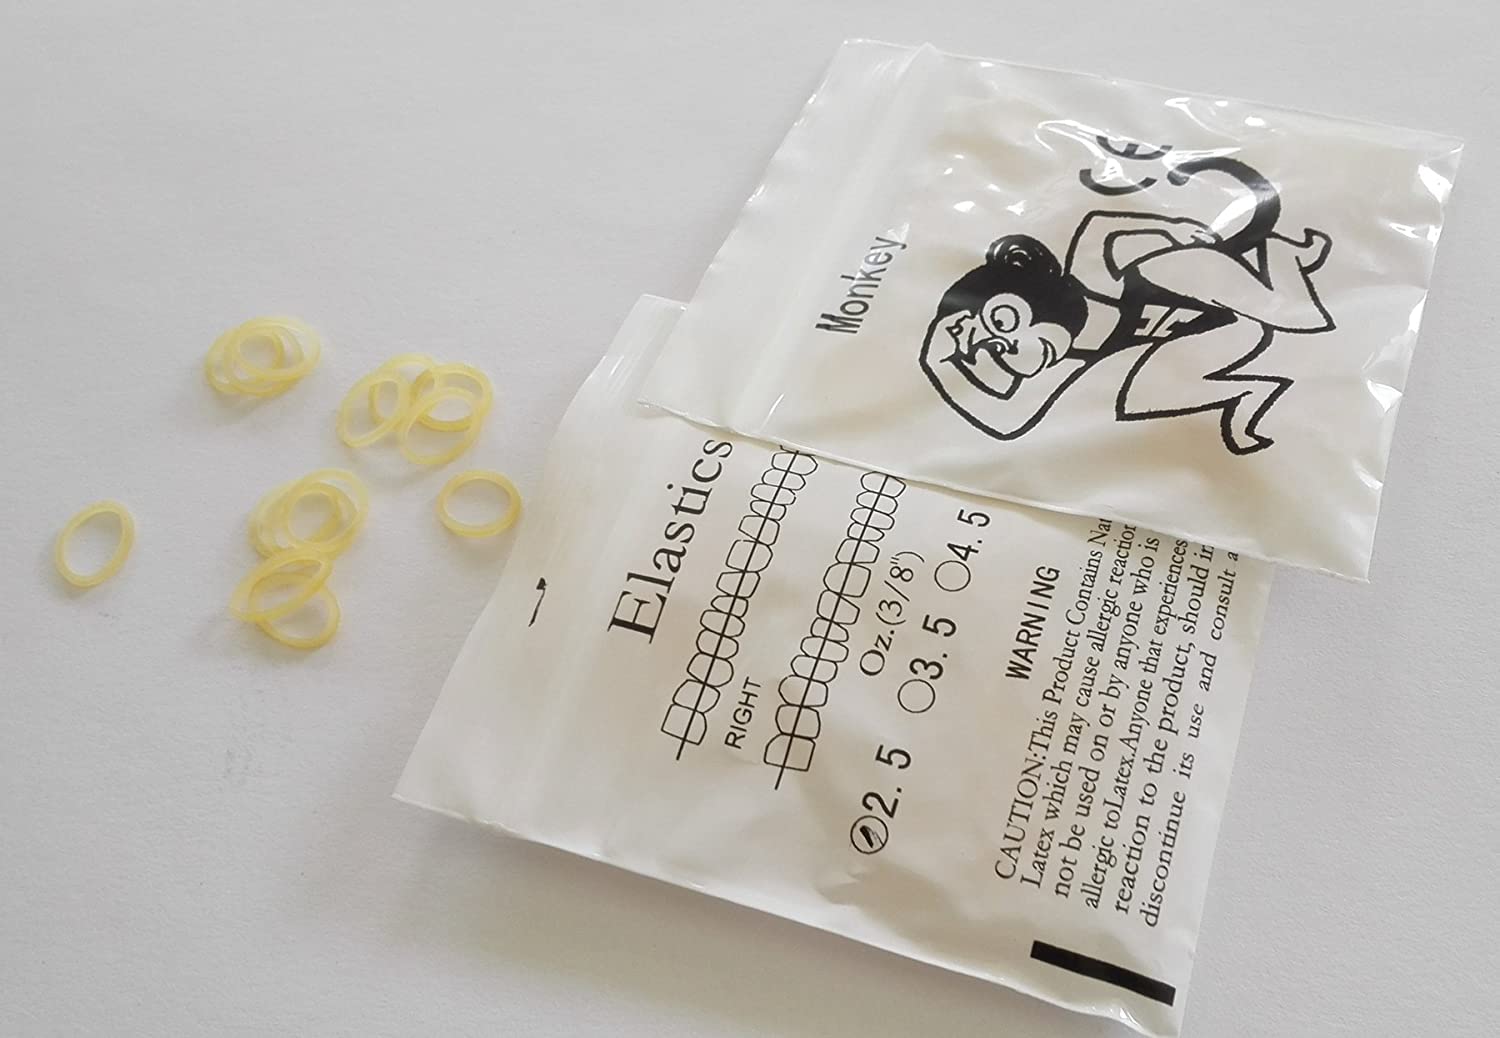 CE
Monkey
Elastics
RIGHT
Oz.(3/8")
2.5 3.5 4.5
WARNING
CAUTION:This Product Contains
Latex which may cause allergic reaction
not be used on or by anyone who is
allergic toLatex.Anyone that experiences
reaction to the product, should
discontinue its use and consult